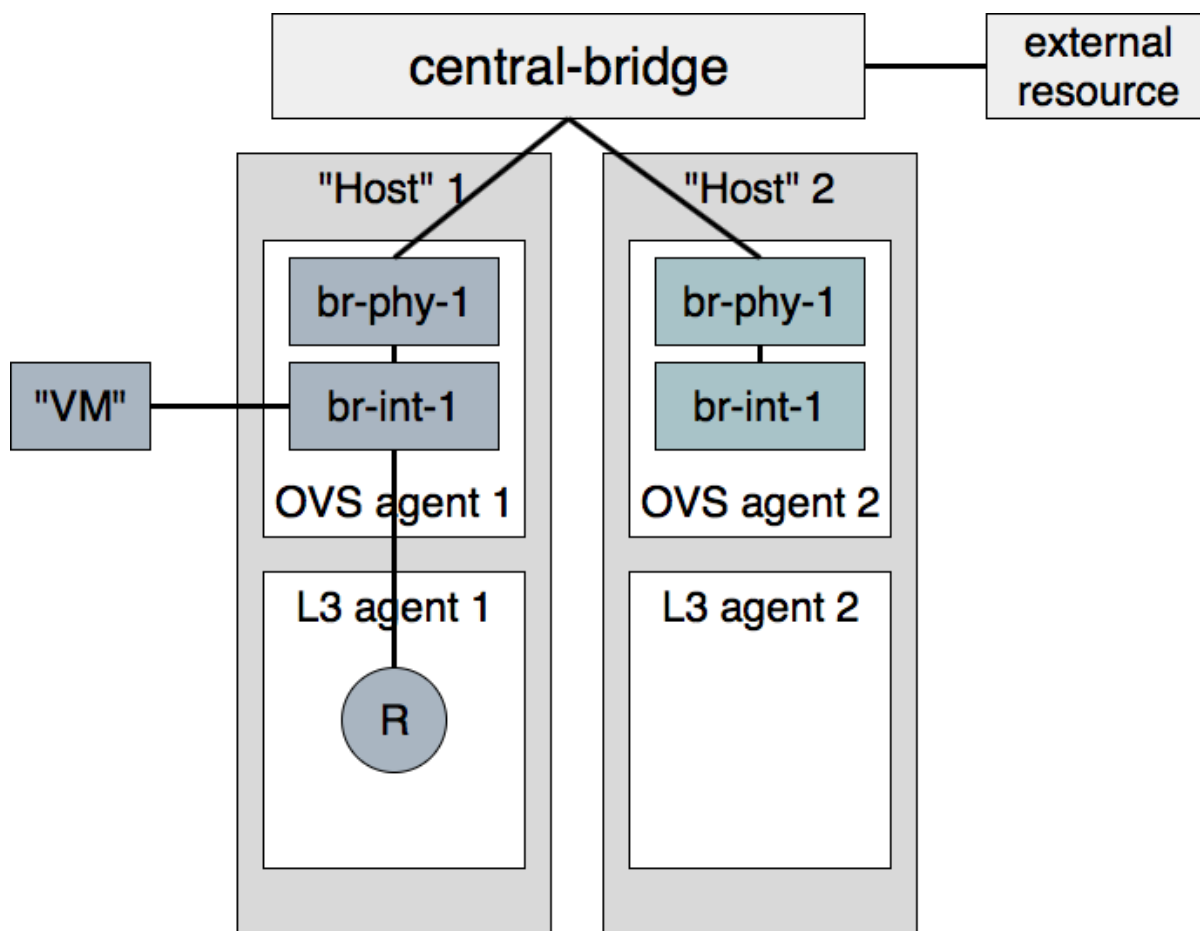 central-bridge
external
resource
"Host" 1
"Host" 2
br-phy-1
br-phy-1
"VM"
br-int-1
br-int-1
OVS agent 1
OVS agent 2
L3 agent 1
L3 agent 2
R